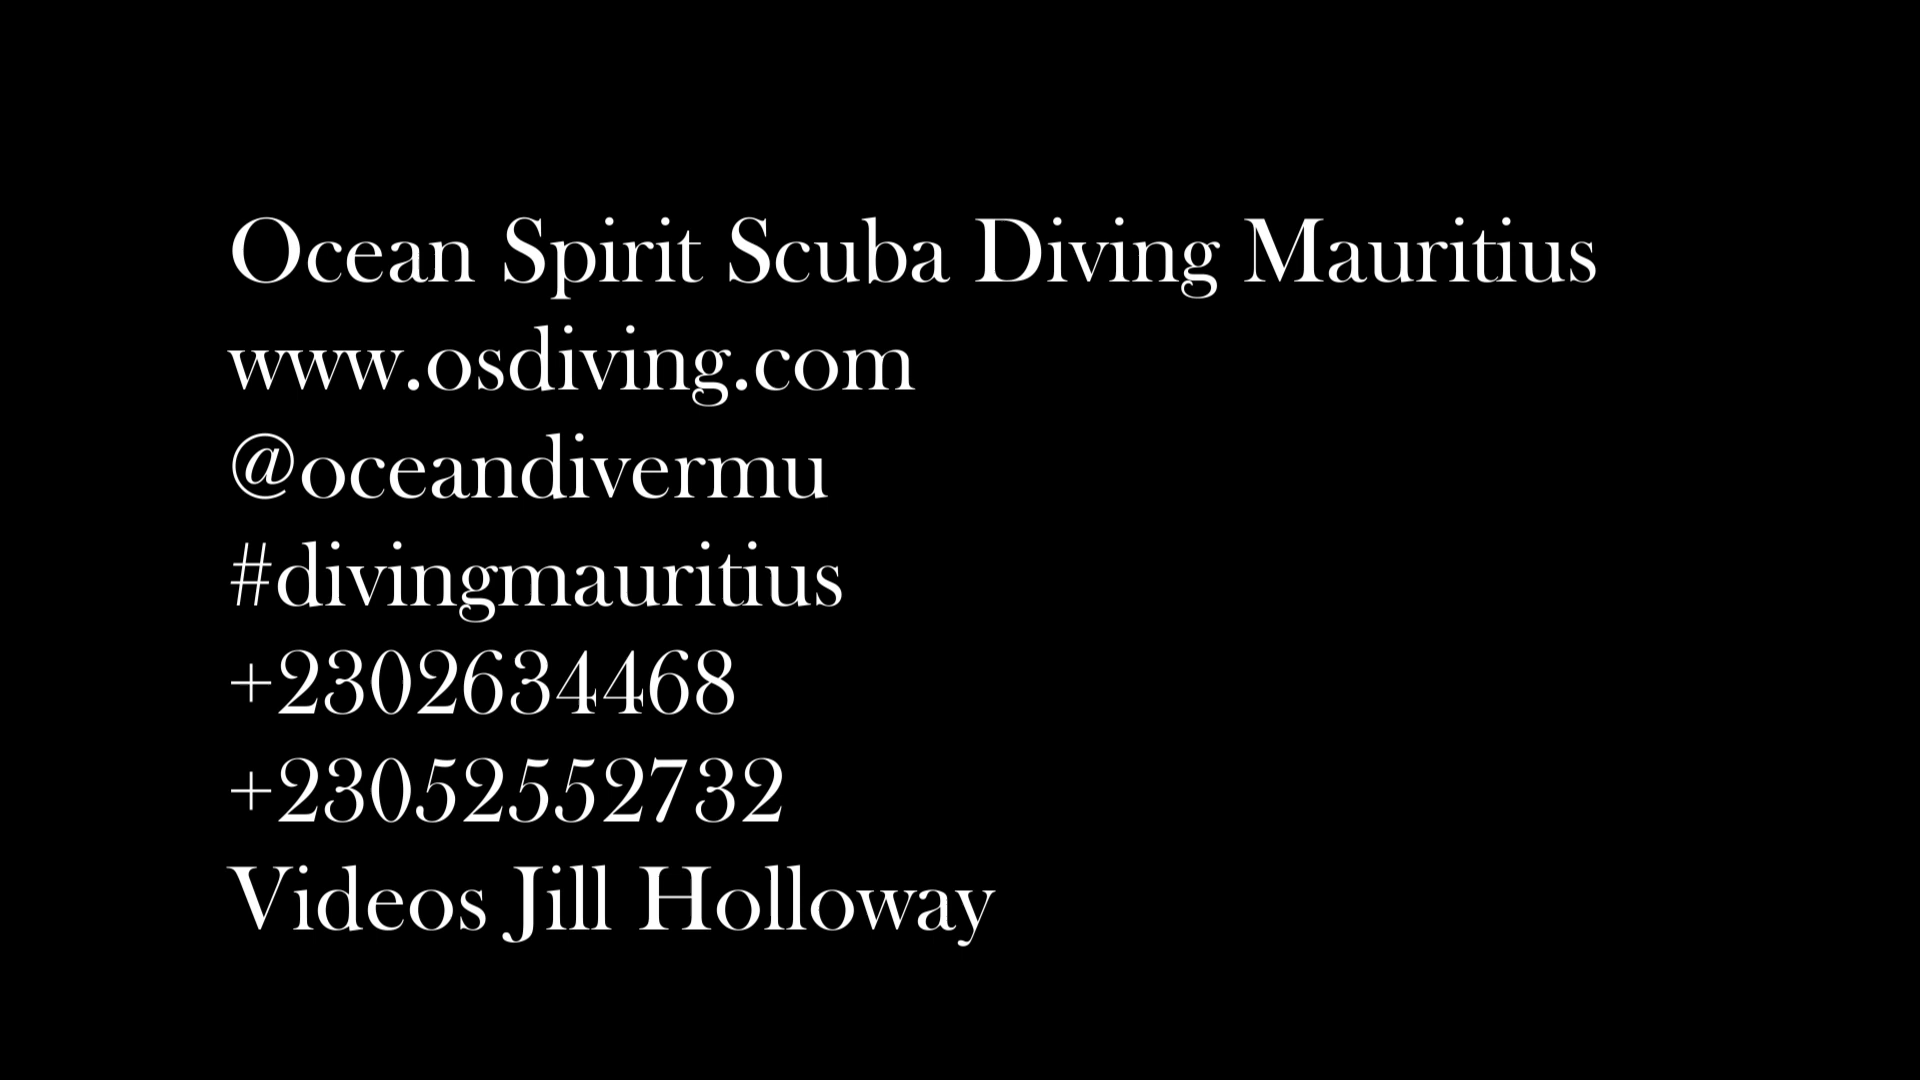 Ocean Spirit Scuba Diving Mauritius
www.osdiving.com
@oceandivermu
#divingmauritius
+2302634468
+23052552732
Videos Jill Holloway